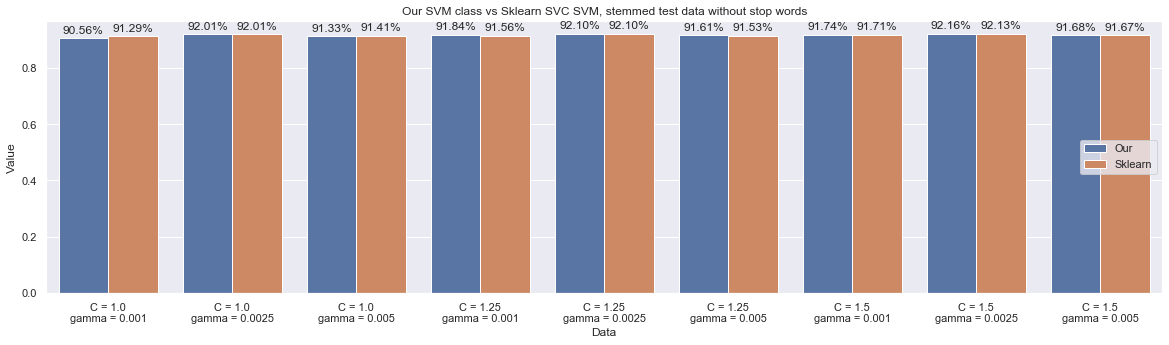 Our SVM class vs Sklearn SVC SVM, stemmed test data without stop words
90.56% 91.29% 92.01% 92.01% 91.33% 91.41% 91.84% 91.56% 92.10% 92.10% 91.61% 91.53% 91.74% 91.71% 92.16% 92.13% 91.68% 91.67%
Value
0.8
0.6
0.4
0.2
0.0
Our
Sklearn
C = 1.0 C = 1.0 C = 1.0 C = 1.25 C = 1.25 C = 1.25 C = 1.5 C = 1.5 C = 1.5
gamma = 0.001 gamma = 0.0025 gamma = 0.005 gamma = 0.001 gamma = 0.0025 gamma = 0.005 gamma = 0.001 gamma = 0.0025 gamma = 0.005
Data